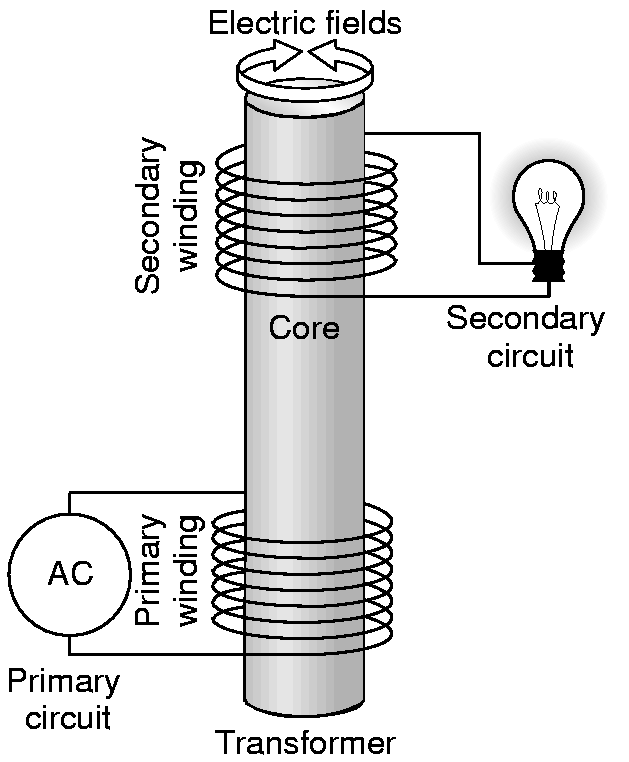 Electric fields
Secondary
winding
Core
Secondary
circuit
AC
Primary
winding
Primary
circuit
Transformer